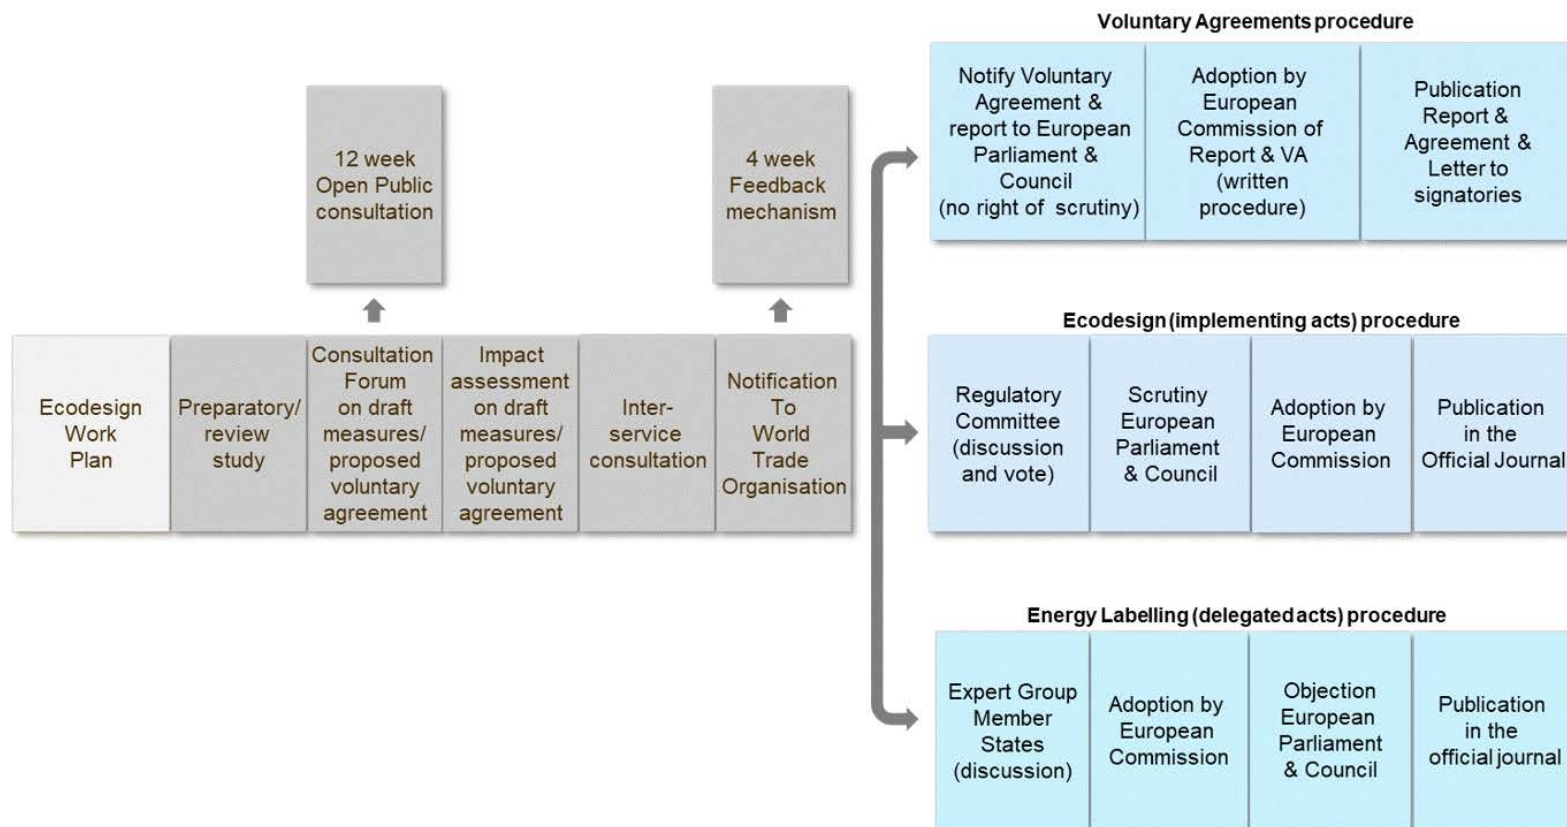 12 week
Open Public
consultation
4 week
Feedback
mechanism
Ecodesign
Work
Plan
Preparatory/
review
study
Consultation
Forum
on draft
measures/
proposed
voluntary
agreement
Impact
assessment
on draft
measures/
proposed
voluntary
agreement
Inter-
service
consultation
Notification
To
World
Trade
Organisation
Voluntary Agreements procedure
Notify Voluntary
Agreement &
report to European
Parliament &
Council
(no right of scrutiny)
Adoption by
European
Commission of
Report & VA
(written
procedure)
Publication
Report &
Agreement &
Letter to
signatories
Ecodesign (implementing acts) procedure
Regulatory
Committee
(discussion
and vote)
Scrutiny
European
Parliament
& Council
Adoption by
European
Commission
Publication
in the
Official Journal
Energy Labelling (delegated acts) procedure
Expert Group
Member
States
(discussion)
Adoption by
European
Commission
Objection
European
Parliament
& Council
Publication
in the
official journal